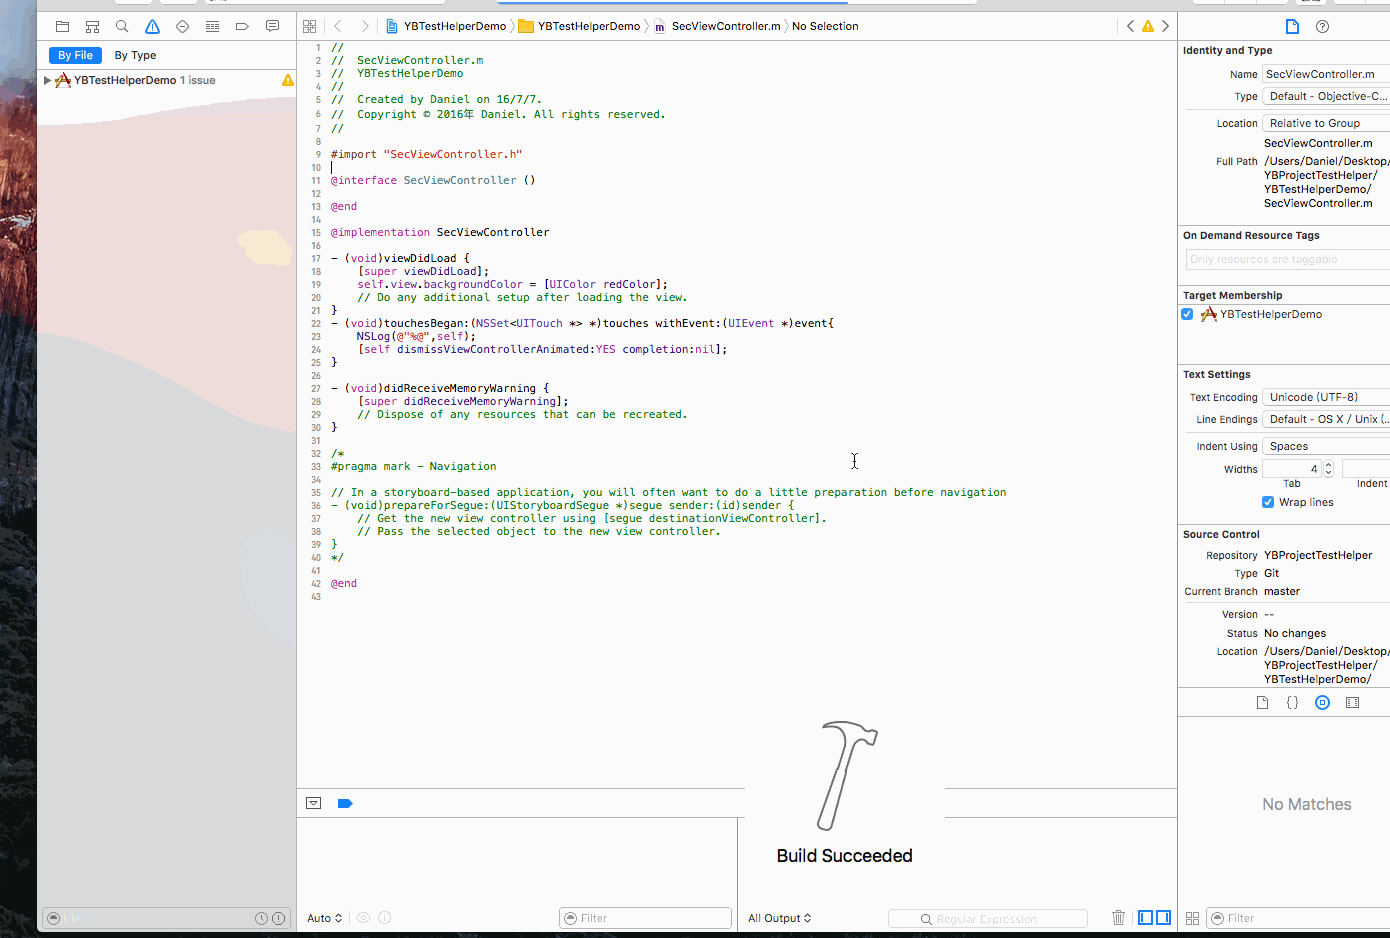 YBTestHelperDemo YBTestHelperDemo SecViewController.m No Selection
By File By Type
YBTestHelperDemo 1 issue
1 //
2 //  SecViewController.m
3 //  YBTestHelperDemo
4 //
5 //  Created by Daniel on 16/7/7.
6 //  Copyright © 2016年 Daniel. All rights reserved.
7 //
8
9 #import "SecViewController.h"
10
11 @interface SecViewController ()
12
13 @end
14
15 @implementation SecViewController
16
17 - (void)viewDidLoad {
18     [super viewDidLoad];
19     self.view.backgroundColor = [UIColor redColor];
20     // Do any additional setup after loading the view.
21 }
22 - (void)touchesBegan:(NSSet<UITouch *> *)touches withEvent:(UIEvent *)event{
23     NSLog(@"%@",self);
24     [self dismissViewControllerAnimated:YES completion:nil];
25 }
26
27 - (void)didReceiveMemoryWarning {
28     [super didReceiveMemoryWarning];
29     // Dispose of any resources that can be recreated.
30 }
31
32 /*
33 #pragma mark - Navigation
34
35 // In a storyboard-based application, you will often want to do a little preparation before navigation
36 - (void)prepareForSegue:(UIStoryboardSegue *)segue sender:(id)sender {
37     // Get the new view controller using [segue destinationViewController].
38     // Pass the selected object to the new view controller.
39 }
40 */
41
42 @end
43
Build Succeeded
Auto
Filter
All Output
Regular Expression
Identity and Type
Name SecViewController.m
Type Default - Objective-C...
Location Relative to Group
SecViewController.m
Full Path /Users/Daniel/Desktop/
YBProjectTestHelper/
YBTestHelperDemo/
SecViewController.m
On Demand Resource Tags
Only resources are taggable
Target Membership
YBTestHelperDemo
Text Settings
Text Encoding Unicode (UTF-8)
Line Endings Default - OS X / Unix (...
Indent Using Spaces
Widths 4
Tab Indent
Wrap lines
Source Control
Repository YBProjectTestHelper
Type Git
Current Branch master
Version --
Status No changes
Location /Users/Daniel/Desktop/
YBProjectTestHelper/
YBTestHelperDemo/
No Matches
Filter